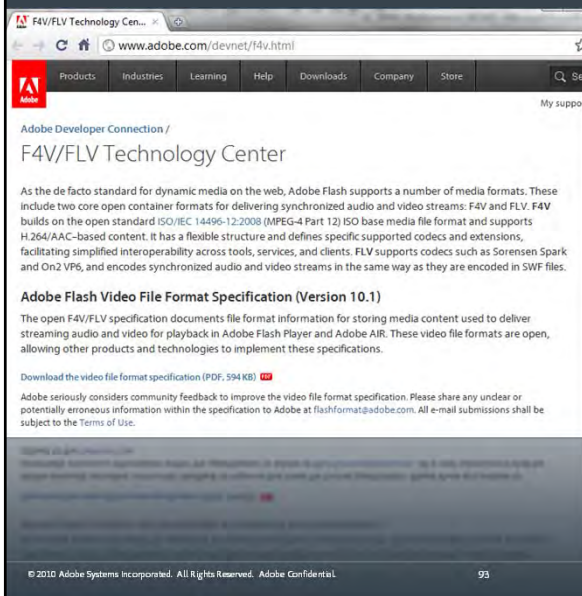 F4V/FLV Technology Cen...
www.adobe.com/devnet/f4v.html
Adobe
Products Industries Learning Help Downloads Company Store
My suppo
Adobe Developer Connection /
F4V/FLV Technology Center
As the de facto standard for dynamic media on the web, Adobe Flash supports a number of media formats. These
include two core open container formats for delivering synchronized audio and video streams: F4V and FLV. F4V
builds on the open standard ISO/IEC 14496-12:2008 (MPEG-4 Part 12) ISO base media file format and supports
H.264/AAC-based content. It has a flexible structure and defines specific supported codecs and extensions,
facilitating simplified interoperability across tools, services, and clients. FLV supports codecs such as Sorensen Spark
and On2 VP6, and encodes synchronized audio and video streams in the same way as they are encoded in SWF files.
Adobe Flash Video File Format Specification (Version 10.1)
The open F4V/FLV specification documents file format information for storing media content used to deliver
streaming audio and video for playback in Adobe Flash Player and Adobe AIR. These video file formats are open,
allowing other products and technologies to implement these specifications.
Download the video file format specification (PDF, 594 KB) PDF
Adobe seriously considers community feedback to improve the video file format specification. Please share any unclear or
potentially erroneous information within the specification to Adobe at flashformat@adobe.com. All e-mail submissions shall be
subject to the Terms of Use.
© 2010 Adobe Systems Incorporated. All Rights Reserved. Adobe Confidential. 93